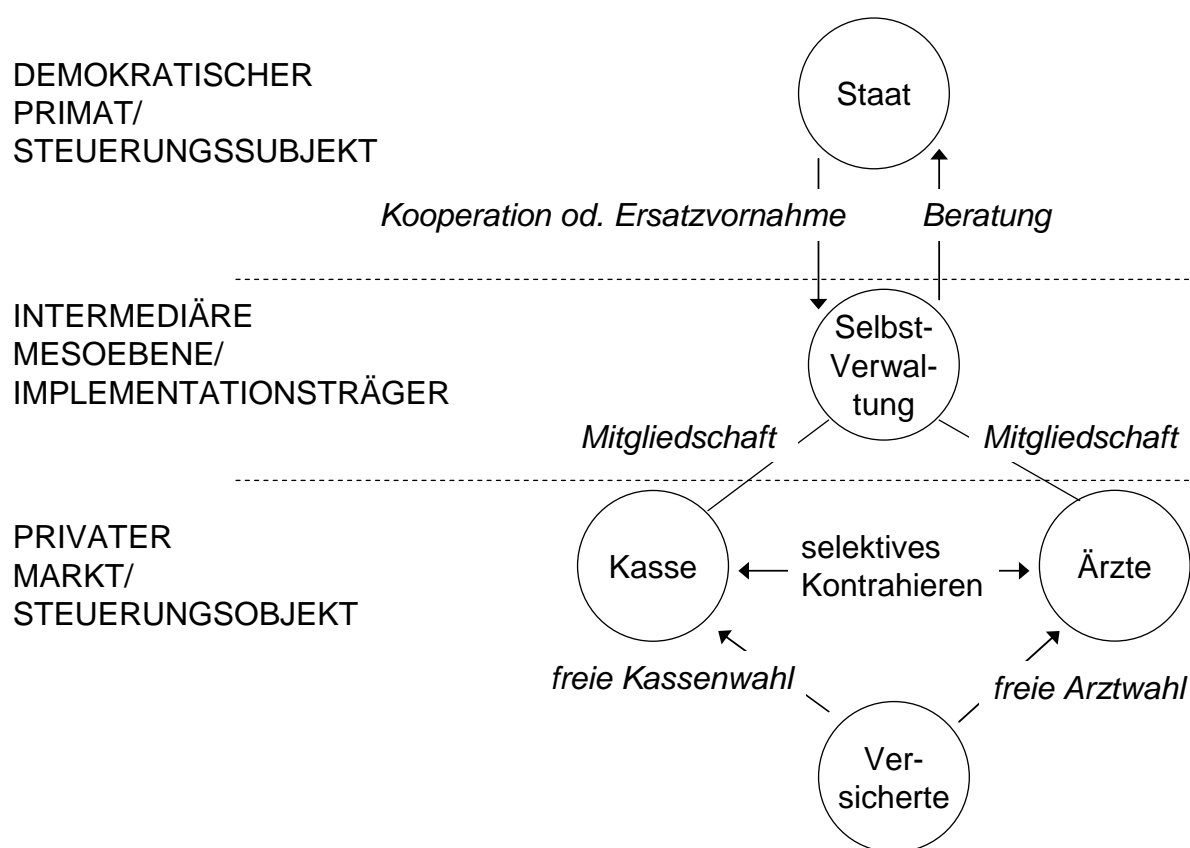 DEMOKRATISCHER
PRIMAT/
STEUERUNGSSUBJEKT
Staat
Kooperation od. Ersatzvornahme
Beratung
INTERMEDIÄRE
MESOEBENE/
IMPLEMENTATIONSTRÄGER
Selbst-
Verwal-
tung
Mitgliedschaft
Mitgliedschaft
PRIVATER
MARKT/
STEUERUNGSOBJEKT
Kasse
selektives
Kontrahieren
Ärzte
freie Kassenwahl
freie Arztwahl
Ver-
sicherte